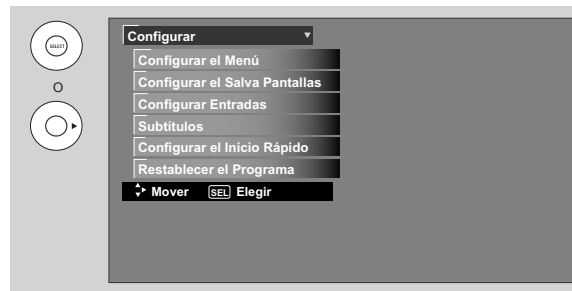 SELECT
O
Configurar
Configurar el Menú
Configurar el Salva Pantallas
Configurar Entradas
Subtítulos
Configurar el Inicio Rápido
Restablecer el Programa
Mover SEL Elegir